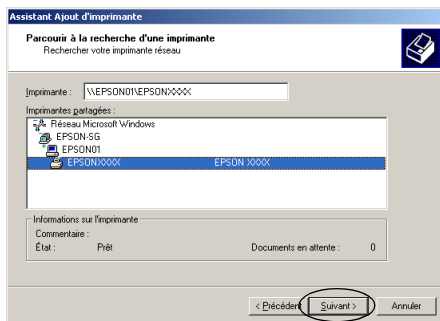 Assistant Ajout d'imprimante
Parcourir à la recherche d'une imprimante
Rechercher votre imprimante réseau
Imprimante : \\EPSON01\EPSONXXXX
Imprimantes partagées :
Réseau Microsoft Windows
EPSON-SG
EPSON01
EPSONXXXX EPSON XXXX
Informations sur l'imprimante
Commentaire :
État : Prêt Documents en attente : 0
< Précédent Suivant > Annuler